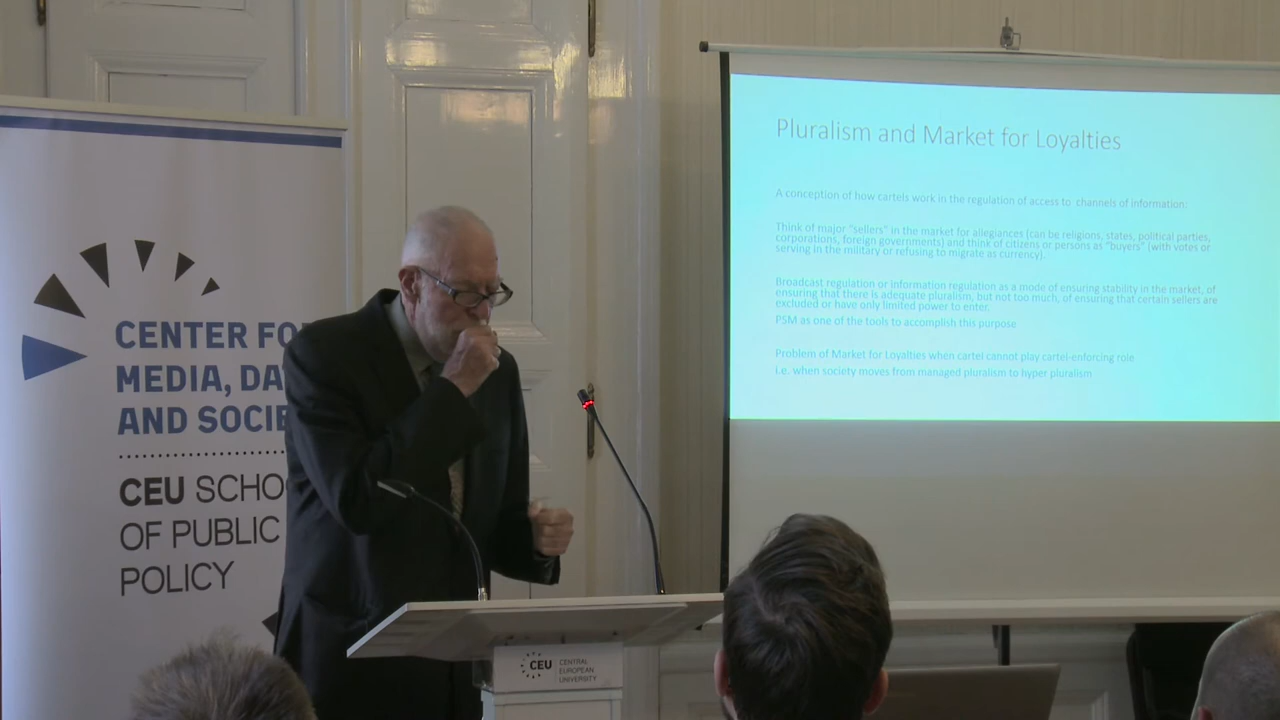 CENTER FO
MEDIA, DA
AND SOCIE
CEU SCHO
OF PUBLIC
POLICY
Pluralism and Market for Loyalties
A conception of how cartels work in the regulation of access to channels of information:
Think of major "sellers" in the market for allegiances (can be religions, states, political parties,
corporations, foreign governments) and think of citizens or persons as "buyers" (with votes or
serving in the military or refusing to migrate as currency).
Broadcast regulation or information regulation as a mode of ensuring stability in the market, of
ensuring that there is adequate pluralism, but not too much, of ensuring that certain sellers are
excluded or have only limited power to enter.
PSM as one of the tools to accomplish this purpose
Problem of Market for Loyalties when cartel cannot play cartel-enforcing role
I.e. when society moves from managed pluralism to hyper pluralism
CEU CENTRAL
EUROPEAN
UNIVERSITY